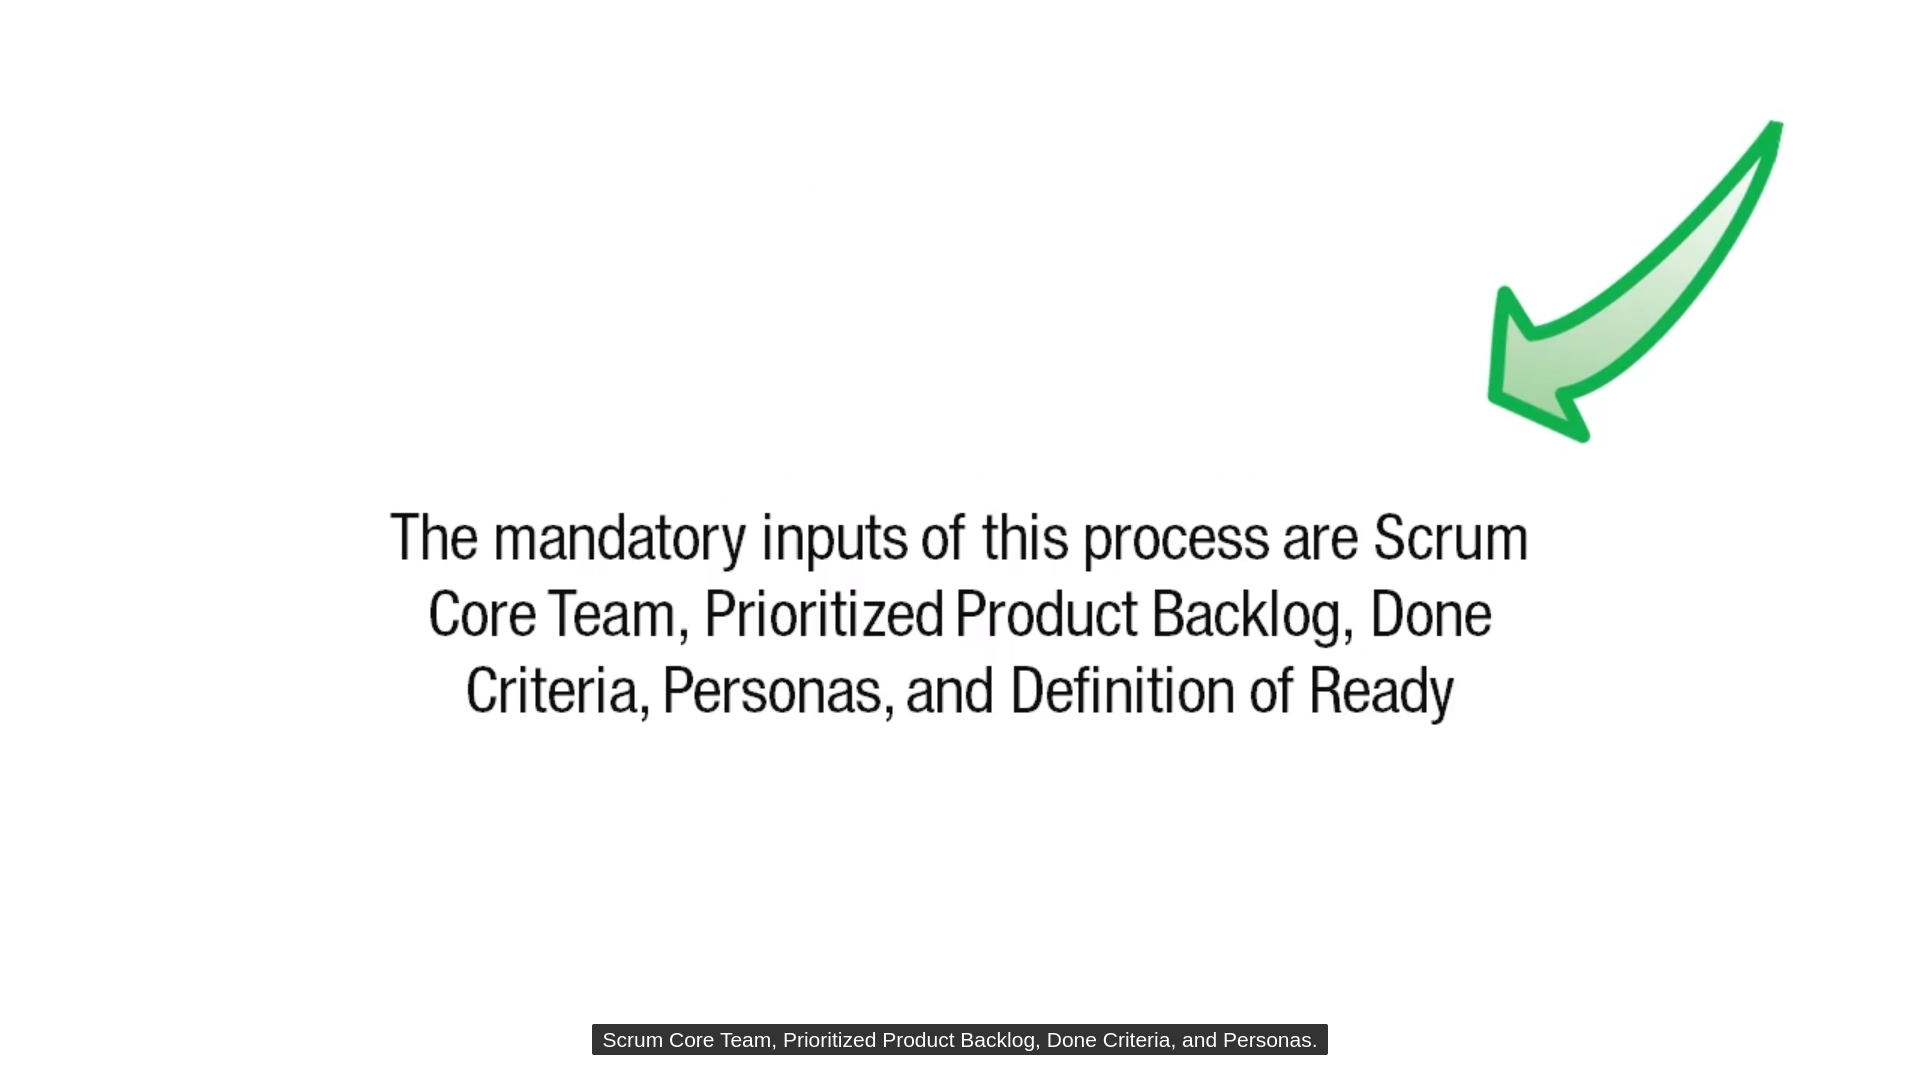 The mandatory inputs of this process are Scrum
Core Team, Prioritized Product Backlog, Done
Criteria, Personas, and Definition of Ready
Scrum Core Team, Prioritized Product Backlog, Done Criteria, and Personas.